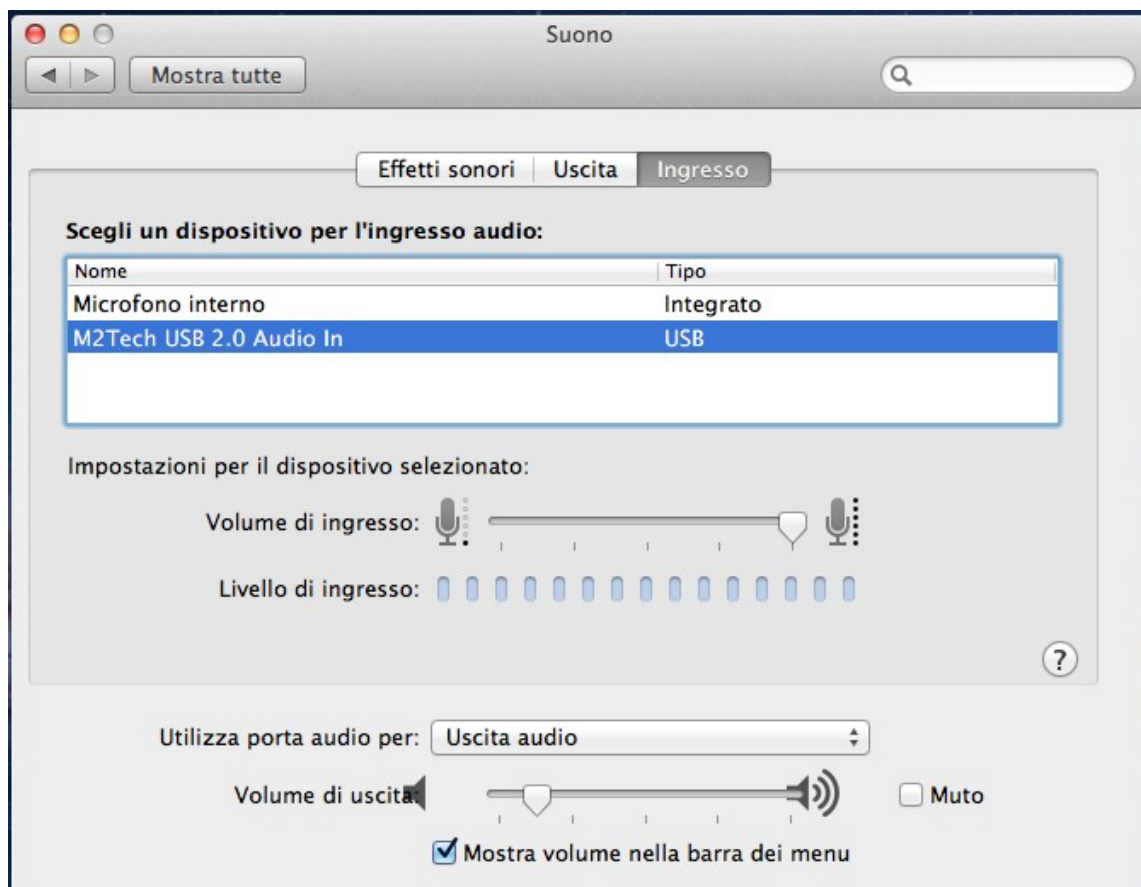 Suono
Mostra tutte
Effetti sonori Uscita Ingresso
Scegli un dispositivo per l'ingresso audio:
Nome Tipo
Microfono interno Integrato
M2Tech USB 2.0 Audio In USB
Impostazioni per il dispositivo selezionato:
Volume di ingresso:
Livello di ingresso:
?
Utilizza porta audio per: Uscita audio
Volume di uscita: Muto
Mostra volume nella barra dei menu